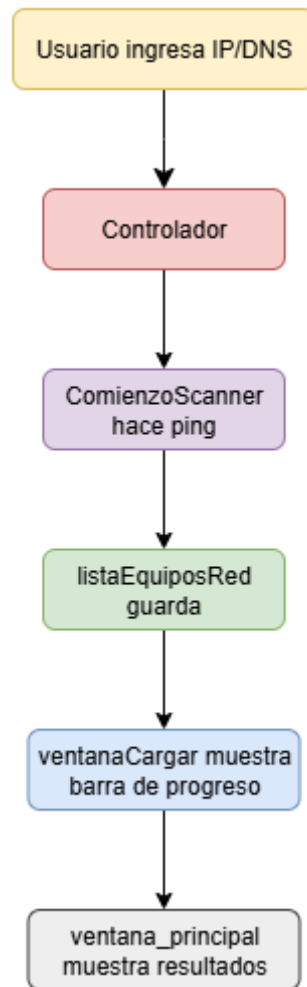 Usuario ingresa IP/DNS
Controlador
ComienzoScanner
hace ping
listaEquiposRed
guarda
ventanaCargar muestra
barra de progreso
ventana_principal
muestra resultados